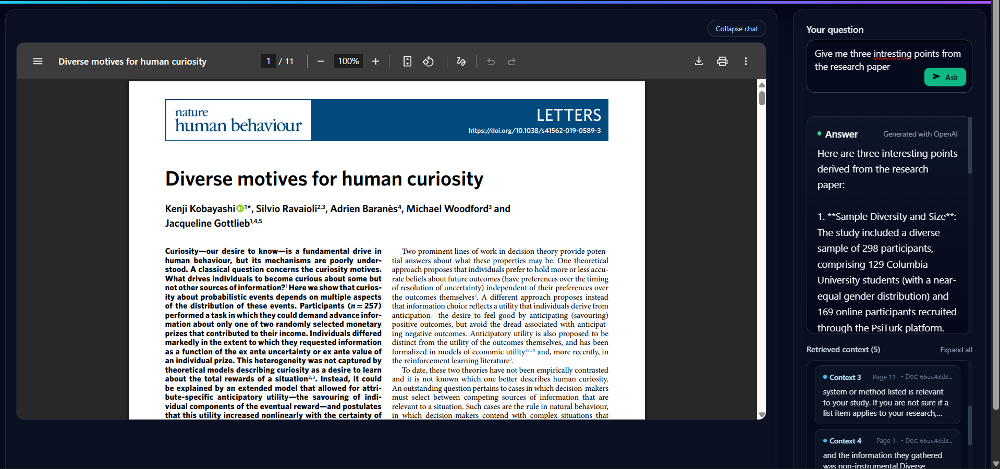 Collapse chat
Diverse motives for human curiosity
1 / 11
100%
nature
human behaviour
LETTERS
https://doi.org/10.1038/s41562-019-0589-3
Diverse motives for human curiosity
Kenji Kobayashi iD 1*, Silvio Ravaioli2,3, Adrien Baranès4, Michael Woodford3 and
Jacqueline Gottlieb1,4,5
Curiosity—our desire to know—is a fundamental drive in
human behaviour, but its mechanisms are poorly under-
stood. A classical question concerns the curiosity motives.
What drives individuals to become curious about some but
not other sources of information?1 Here we show that curios-
ity about probabilistic events depends on multiple aspects
of the distribution of these events. Participants (n = 257)
performed a task in which they could demand advance infor-
mation about only one of two randomly selected monetary
prizes that contributed to their income. Individuals differed
markedly in the extent to which they requested information
as a function of the ex ante uncertainty or ex ante value of
an individual prize. This heterogeneity was not captured by
theoretical models describing curiosity as a desire to learn
about the total rewards of a situation2,3. Instead, it could
be explained by an extended model that allowed for attri-
bute-specific anticipatory utility—the savouring of indi-
vidual components of the eventual reward—and postulates
that this utility increased nonlinearly with the certainty of
Two prominent lines of work in decision theory provide poten-
tial answers about what these properties may be. One theoretical
approach proposes that individuals prefer to hold more or less accu-
rate beliefs about future outcomes (have preferences over the timing
of resolution of uncertainty) independent of their preferences over
the outcomes themselves2. A different approach proposes instead
that information choice reflects a utility that individuals derive from
anticipation—the desire to feel good by anticipating (savouring)
positive outcomes, but avoid the dread associated with anticipat-
ing negative outcomes. Anticipatory utility is also proposed to be
distinct from the utility of the outcomes themselves, and has been
formalized in models of economic utility18,19 and, more recently, in
the reinforcement learning literature3.
To date, these two theories have not been empirically contrasted
and it is not known which one better describes human curiosity.
An outstanding question pertains to cases in which decision-makers
must select between competing sources of information that are
relevant to a situation. Such cases are the rule in natural behaviour,
in which decision-makers contend with complex situations that
Your question
Give me three intresting points from
the research paper
Ask
Answer
Generated with OpenAI
Here are three interesting points
derived from the research
paper:
1. **Sample Diversity and Size**:
The study included a diverse
sample of 298 participants,
comprising 129 Columbia
University students (with a near-
equal gender distribution) and
169 online participants recruited
through the PsiTurk platform.
Retrieved context (5)
Expand all
Context 3 Page 11 • Doc: 66ec43d3...
system or method listed is relevant
to your study. If you are not sure if a
list item applies to your research,...
Context 4 Page 1 • Doc: 66ec43d3...
and the information they gathered
was non-instrumental.Diverse